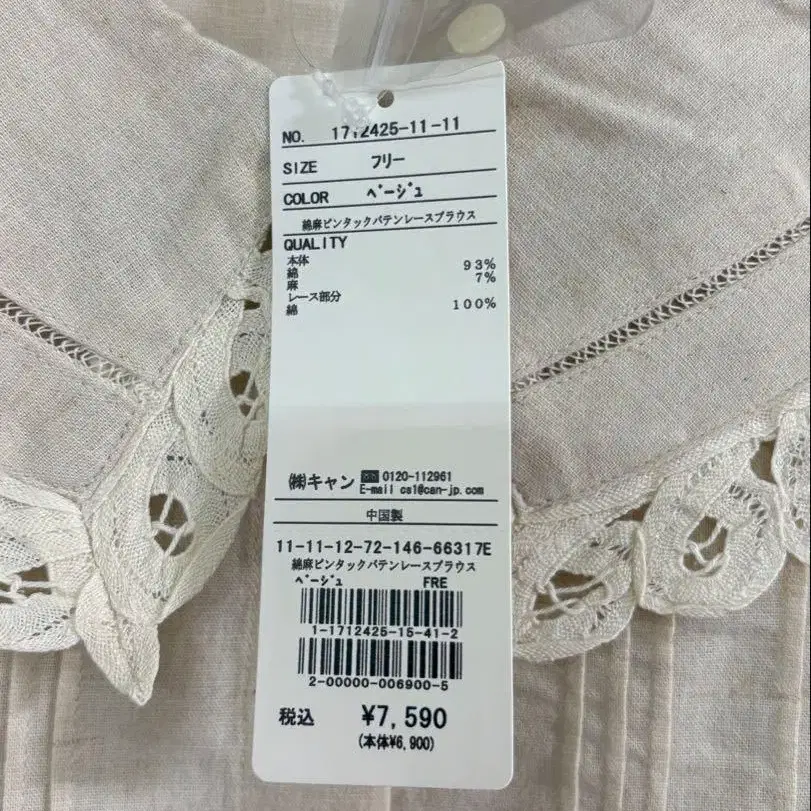 NO. 1712425-11-11
SIZE フリー
COLOR ベージュ
綿麻ピンタックバテンレースブラウス
QUALITY
本体
綿 93%
麻 7%
レース部分
綿 100%
㈱キャン 0120-112961
E-mail cs1@can-jp.com
中国製
11-11-12-72-146-66317E
綿麻ピンタックバテンレースブラウス
ベージュ FRE
1-1712425-15-41-2
2-00000-006900-5
税込 ¥7,590
(本体¥6,900)